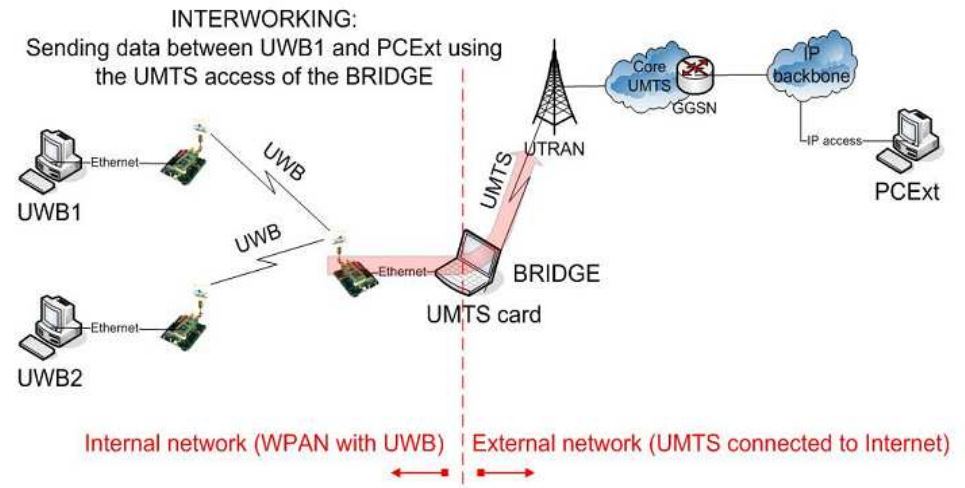 INTERWORKING:
Sending data between UWB1 and PCExt using
the UMTS access of the BRIDGE
Core
UMTS
GGSN
IP
backbone
UTRAN
IP access
PCExt
Ethernet
UWB1
UWB
UMTS
UWB
Ethernet
BRIDGE
UMTS card
Ethernet
UWB2
Internal network (WPAN with UWB)
External network (UMTS connected to Internet)